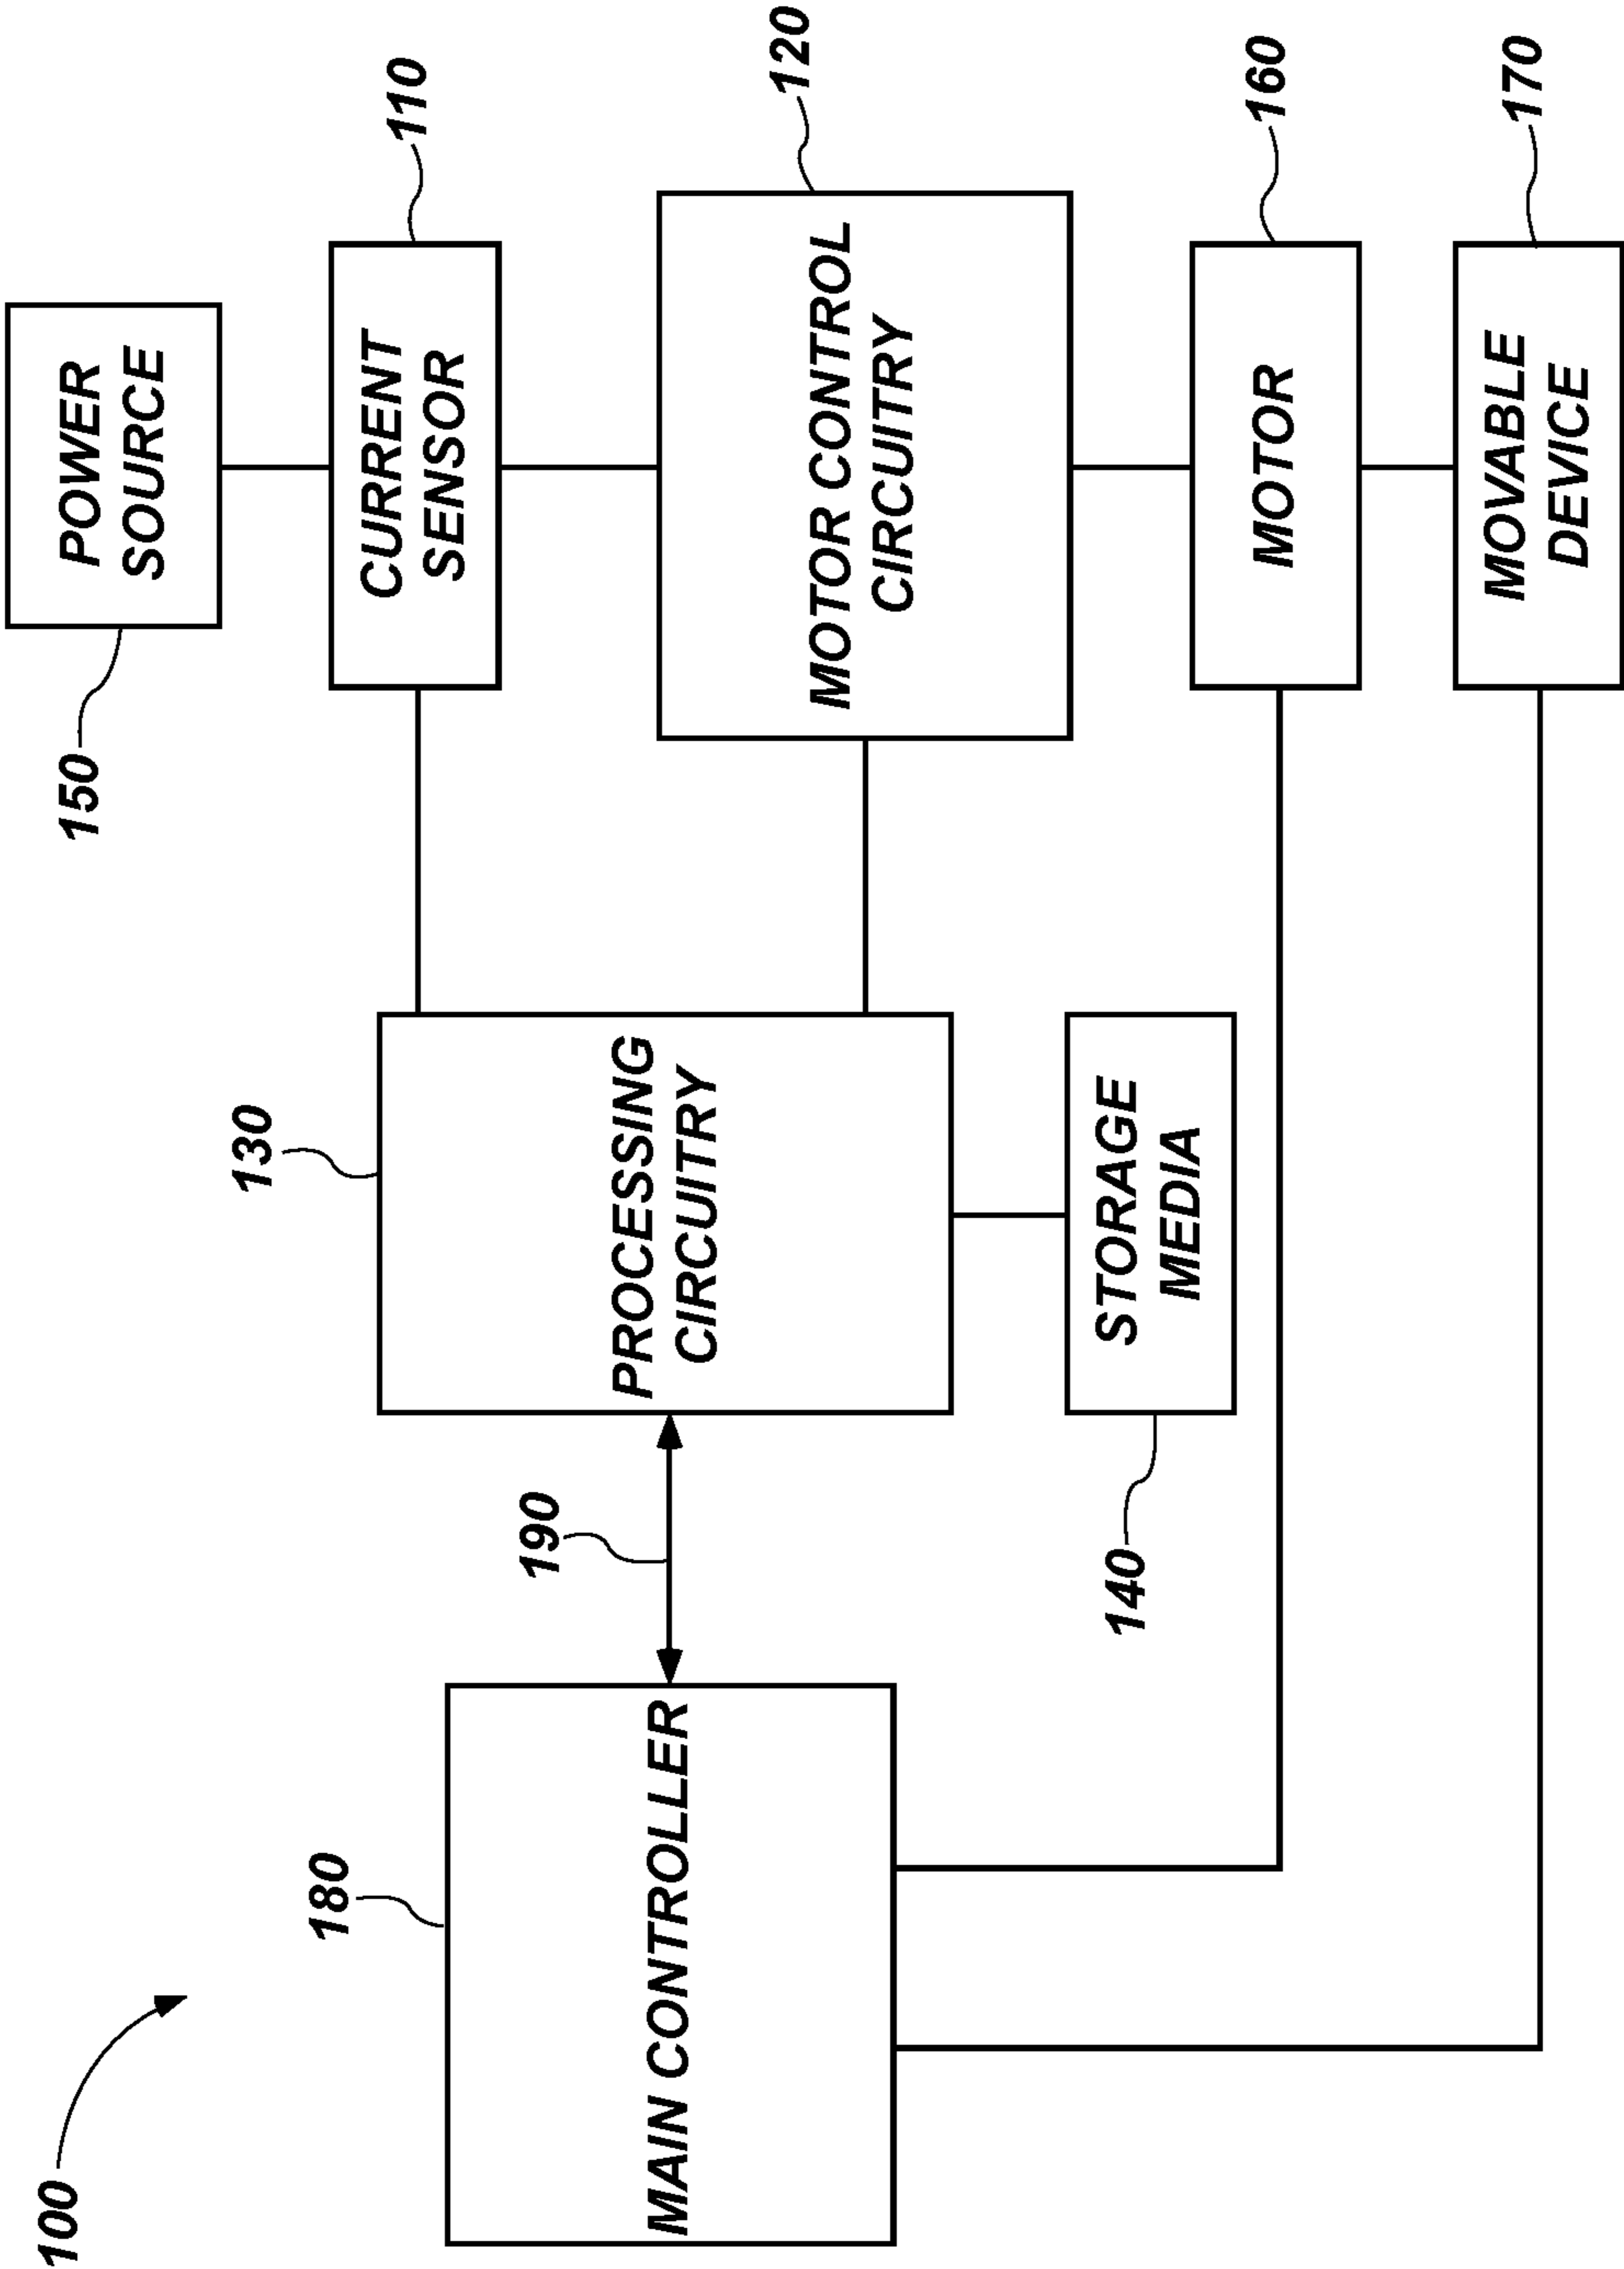 100
180
MAIN CONTROLLER
190
130
PROCESSING
CIRCUITRY
140
STORAGE
MEDIA
150
POWER
SOURCE
110
CURRENT
SENSOR
120
MOTOR CONTROL
CIRCUITRY
160
MOTOR
170
MOVABLE
DEVICE